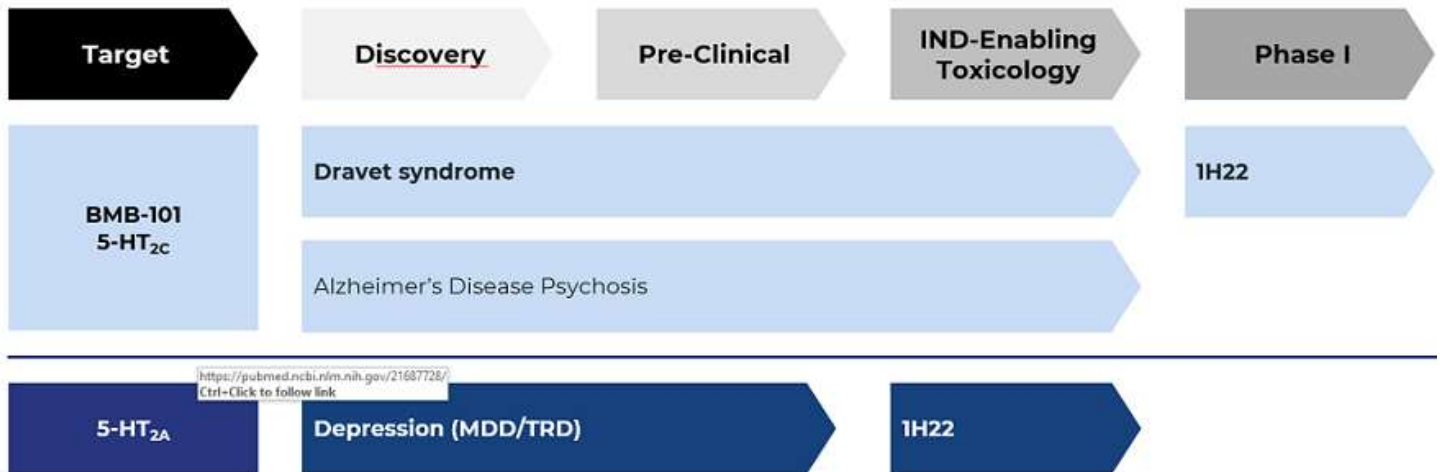 Target
Discovery
Pre-Clinical
IND-Enabling
Toxicology
Phase I
BMB-101
5-HT₂C
Dravet syndrome
1H22
Alzheimer's Disease Psychosis
https://pubmed.ncbi.nlm.nih.gov/21687728/
Ctrl+Click to follow link
5-HT₂A
Depression (MDD/TRD)
1H22